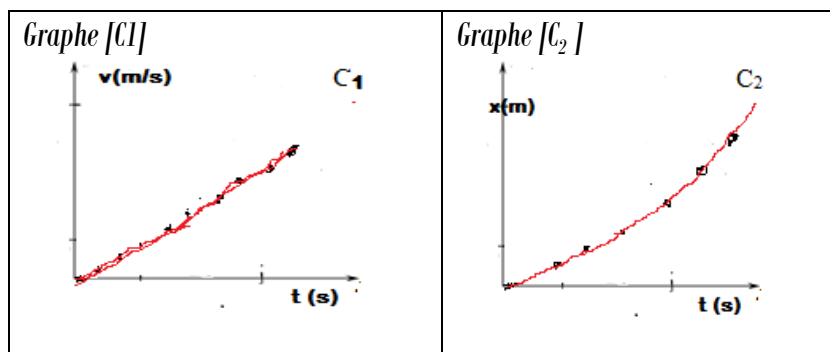 Graphe [C1]
v(m/s)
C1
t (s)
Graphe [C₂ ]
x(m)
C2
t (s)